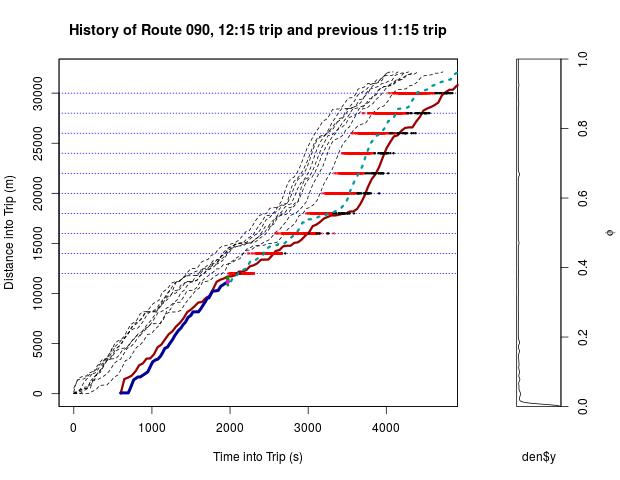 History of Route 090, 12:15 trip and previous 11:15 trip
Distance into Trip (m)
30000
25000
20000
15000
10000
5000
0
0 1000 2000 3000 4000
Time into Trip (s)
1.0
0.8
0.6
0.4
0.2
0.0
ϕ
den$y